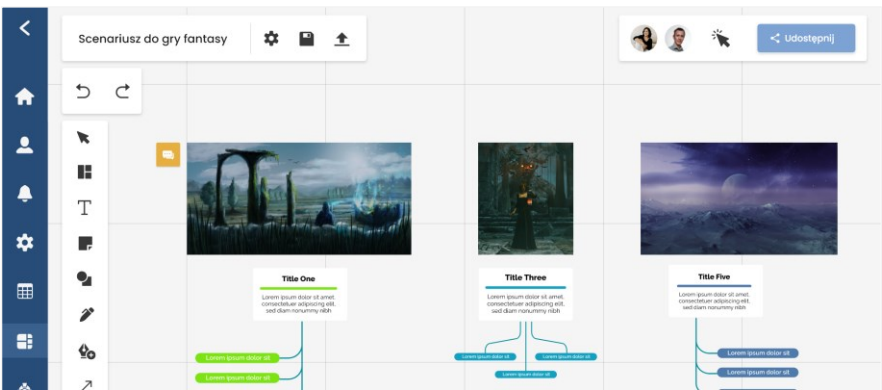 Scenariusz do gry fantasy
Udostępnij
T
Title One
Lorem ipsum dolor sit amet,
consectetuer adipiscing elit,
sed diam nonummy nibh
Title Three
Lorem ipsum dolor sit amet,
consectetuer adipiscing elit,
sed diam nonummy nibh
Title Five
Lorem ipsum dolor sit amet,
consectetuer adipiscing elit,
sed diam nonummy nibh
Lorem ipsum dolor sit
Lorem ipsum dolor sit
Lorem ipsum dolor sit
Lorem ipsum dolor sit
Lorem ipsum dolor sit
Lorem ipsum dolor sit
Lorem ipsum dolor sit